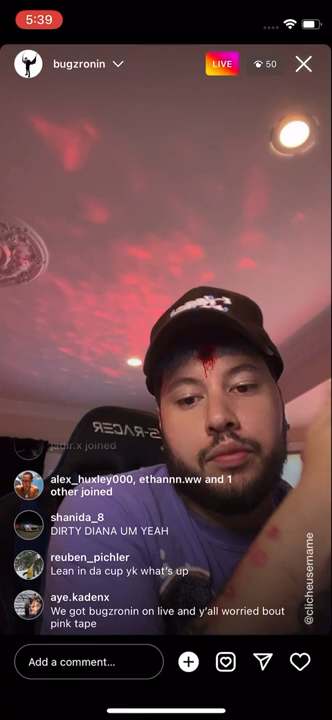 5:39
bugzronin
LIVE
50
S-RACER
jadir.x joined
alex_huxley000, ethannn.ww and 1
other joined
shanida_8
DIRTY DIANA UM YEAH
reuben_pichler
Lean in da cup yk what's up
aye.kadenx
We got bugzronin on live and y'all worried bout
pink tape
@clicheusername
Add a comment...